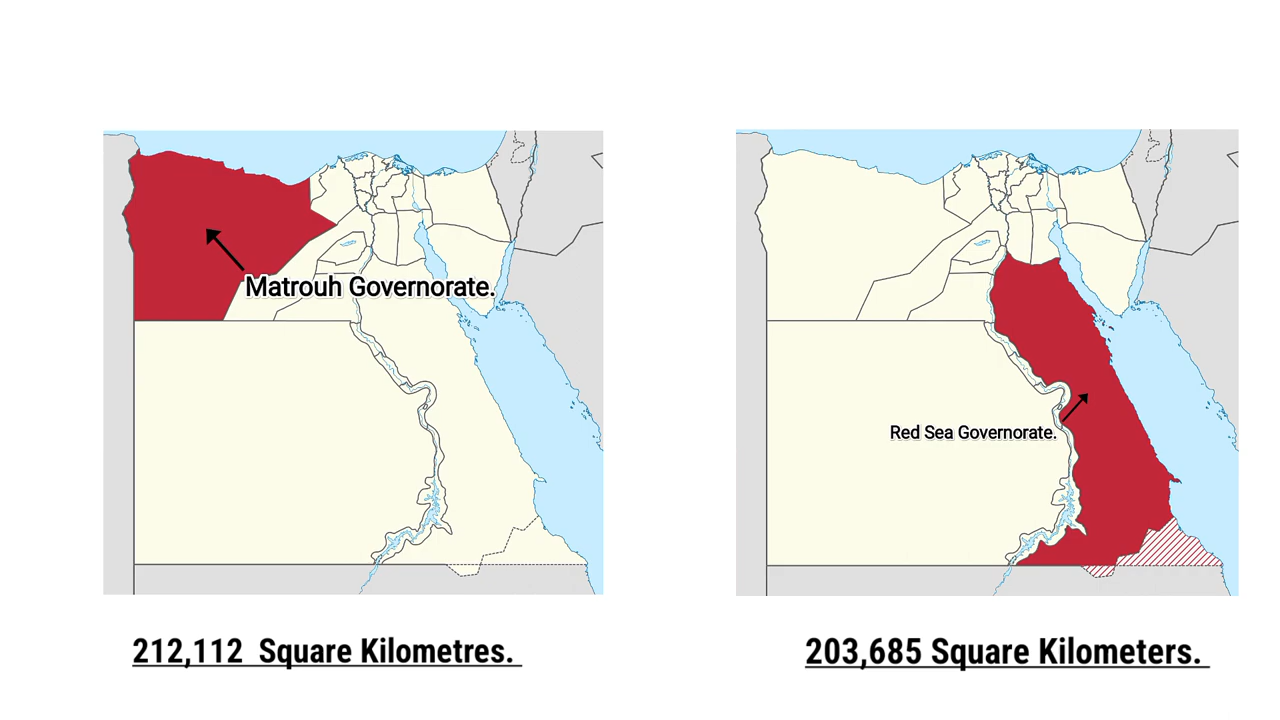 Matrouh Governorate.
Red Sea Governorate.
212,112 Square Kilometres.
203,685 Square Kilometers.